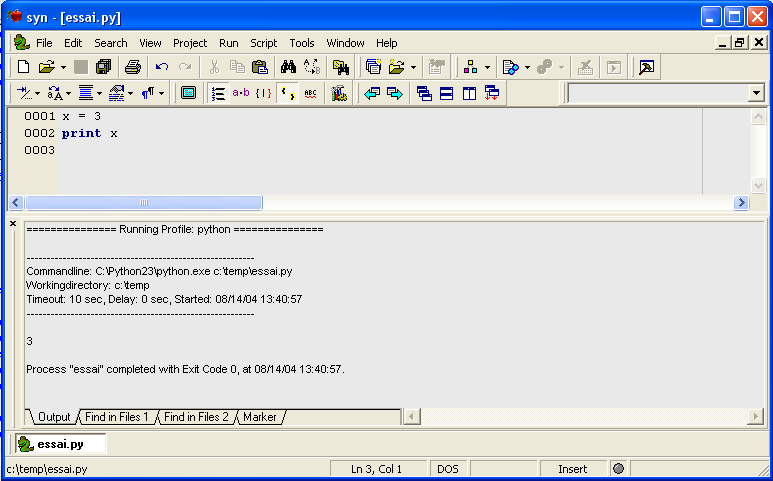 syn - [essai.py]
File Edit Search View Project Run Script Tools Window Help
a•b {|} ABC
0001 x = 3
0002 print x
0003
=============== Running Profile: python ===============
--------------------------------------------------------
Commandline: C:\Python23\python.exe c:\temp\essai.py
Workingdirectory: c:\temp
Timeout: 10 sec, Delay: 0 sec, Started: 08/14/04 13:40:57
--------------------------------------------------------
3
Process "essai" completed with Exit Code 0, at 08/14/04 13:40:57.
Output Find in Files 1 Find in Files 2 Marker
essai.py
c:\temp\essai.py Ln 3, Col 1 DOS Insert